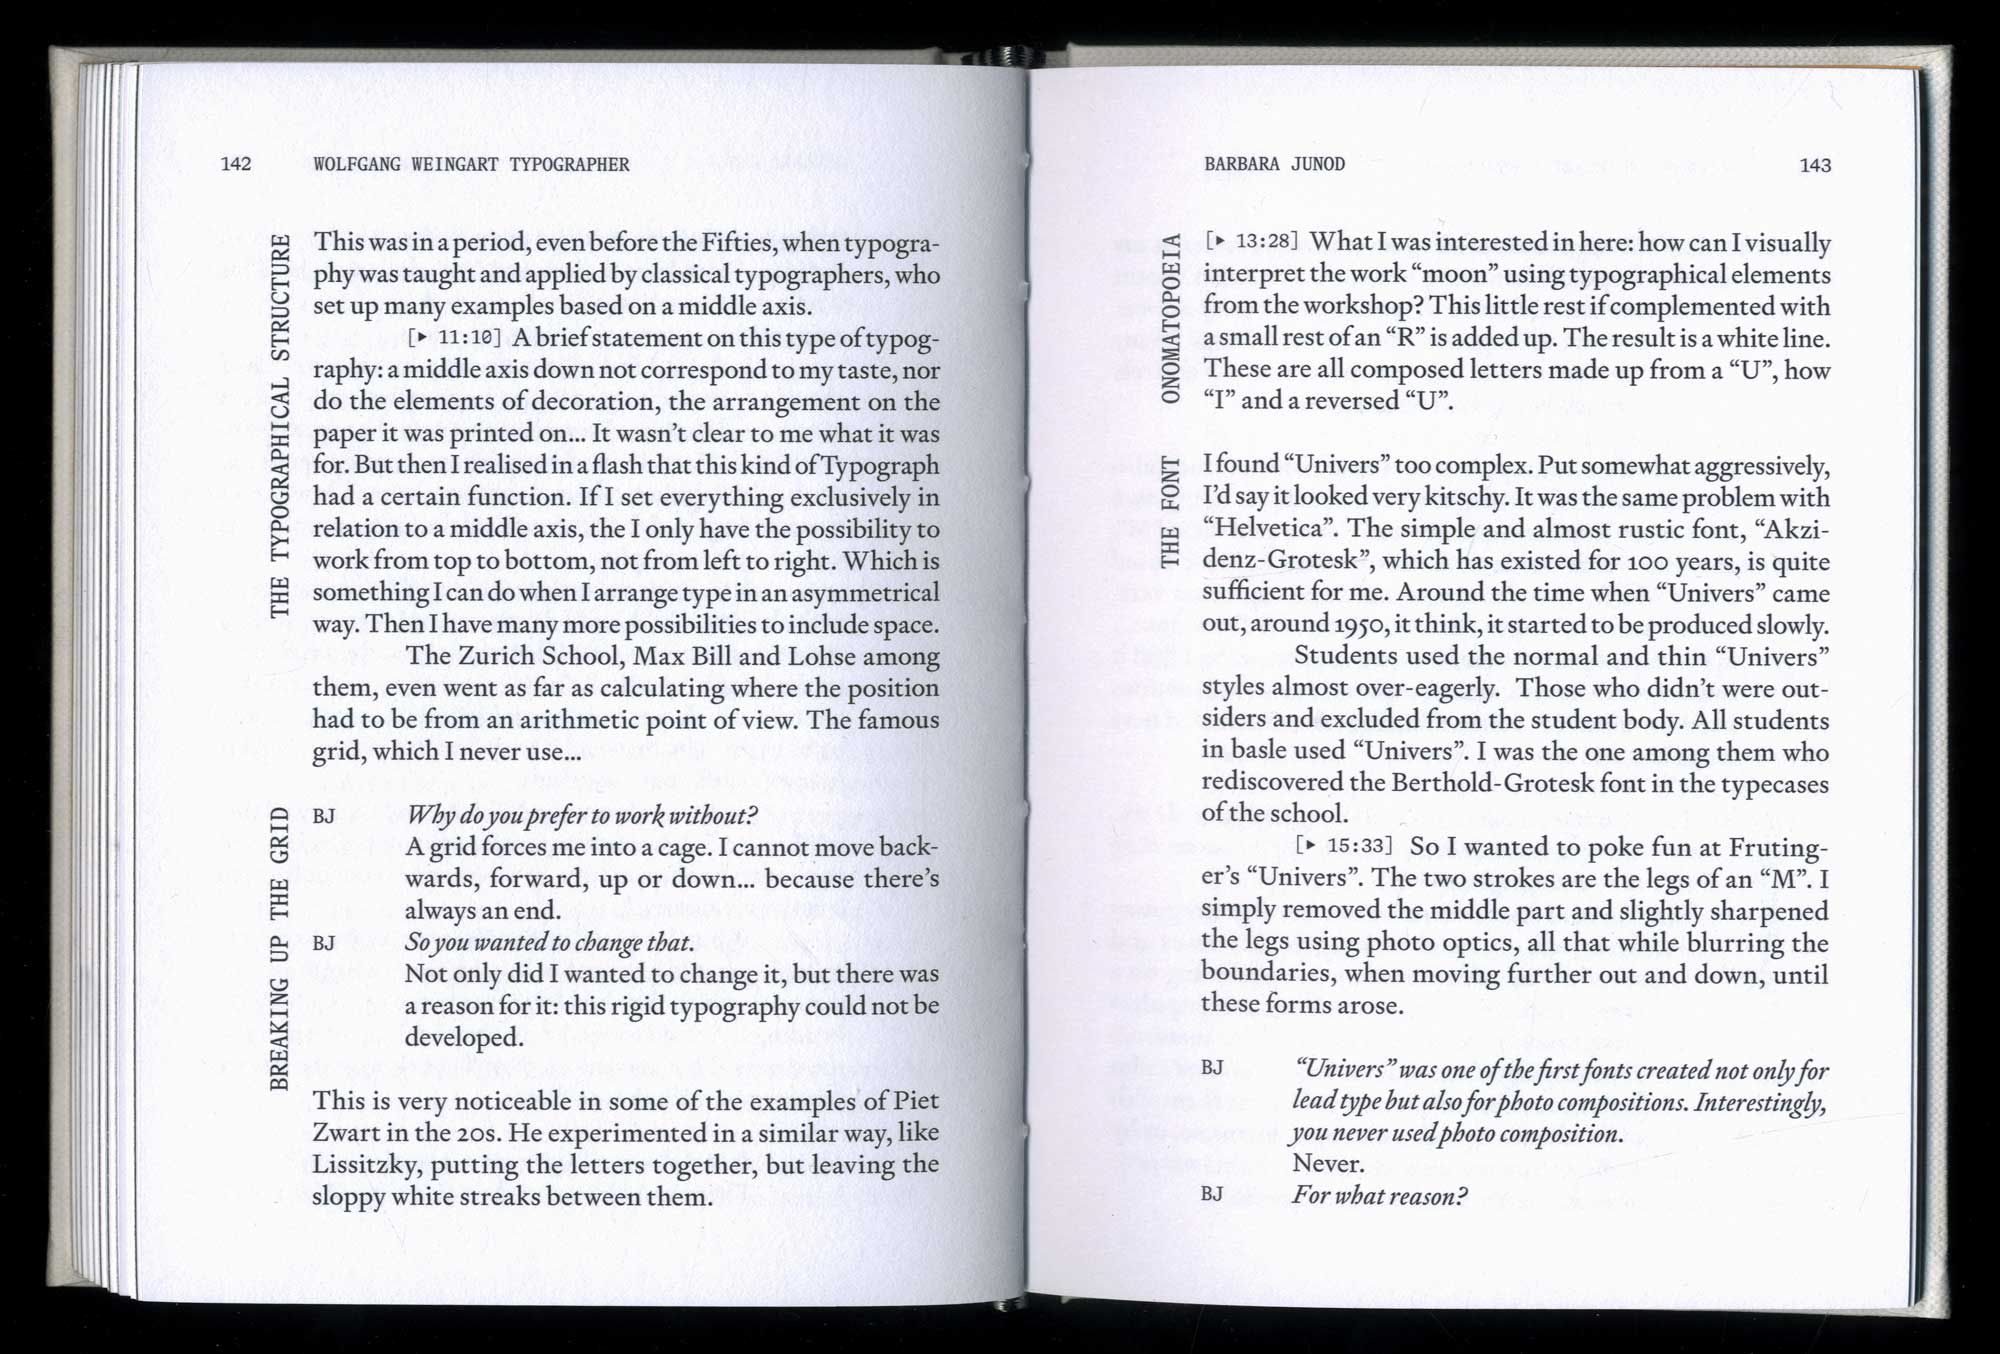 142 WOLFGANG WEINGART TYPOGRAPHER
THE TYPOGRAPHICAL STRUCTURE
This was in a period, even before the Fifties, when typogra-
phy was taught and applied by classical typographers, who
set up many examples based on a middle axis.
[▶ 11:10] A brief statement on this type of typog-
raphy: a middle axis down not correspond to my taste, nor
do the elements of decoration, the arrangement on the
paper it was printed on... It wasn't clear to me what it was
for. But then I realised in a flash that this kind of Typograph
had a certain function. If I set everything exclusively in
relation to a middle axis, the I only have the possibility to
work from top to bottom, not from left to right. Which is
something I can do when I arrange type in an asymmetrical
way. Then I have many more possibilities to include space.
The Zurich School, Max Bill and Lohse among
them, even went as far as calculating where the position
had to be from an arithmetic point of view. The famous
grid, which I never use...
BREAKING UP THE GRID
BJ Why do you prefer to work without?
A grid forces me into a cage. I cannot move back-
wards, forward, up or down... because there's
always an end.
BJ So you wanted to change that.
Not only did I wanted to change it, but there was
a reason for it: this rigid typography could not be
developed.
This is very noticeable in some of the examples of Piet
Zwart in the 20s. He experimented in a similar way, like
Lissitzky, putting the letters together, but leaving the
sloppy white streaks between them.
BARBARA JUNOD 143
ONOMATOPOEIA
[▶ 13:28] What I was interested in here: how can I visually
interpret the work “moon” using typographical elements
from the workshop? This little rest if complemented with
a small rest of an “R” is added up. The result is a white line.
These are all composed letters made up from a “U”, how
“I” and a reversed “U”.
THE FONT
I found “Univers” too complex. Put somewhat aggressively,
I'd say it looked very kitschy. It was the same problem with
“Helvetica”. The simple and almost rustic font, “Akzi-
denz-Grotesk”, which has existed for 100 years, is quite
sufficient for me. Around the time when “Univers” came
out, around 1950, it think, it started to be produced slowly.
Students used the normal and thin “Univers”
styles almost over-eagerly. Those who didn't were out-
siders and excluded from the student body. All students
in basle used “Univers”. I was the one among them who
rediscovered the Berthold-Grotesk font in the typecases
of the school.
[▶ 15:33] So I wanted to poke fun at Fruting-
er's “Univers”. The two strokes are the legs of an “M”. I
simply removed the middle part and slightly sharpened
the legs using photo optics, all that while blurring the
boundaries, when moving further out and down, until
these forms arose.
BJ “Univers” was one of the first fonts created not only for
lead type but also for photo compositions. Interestingly,
you never used photo composition.
Never.
BJ For what reason?